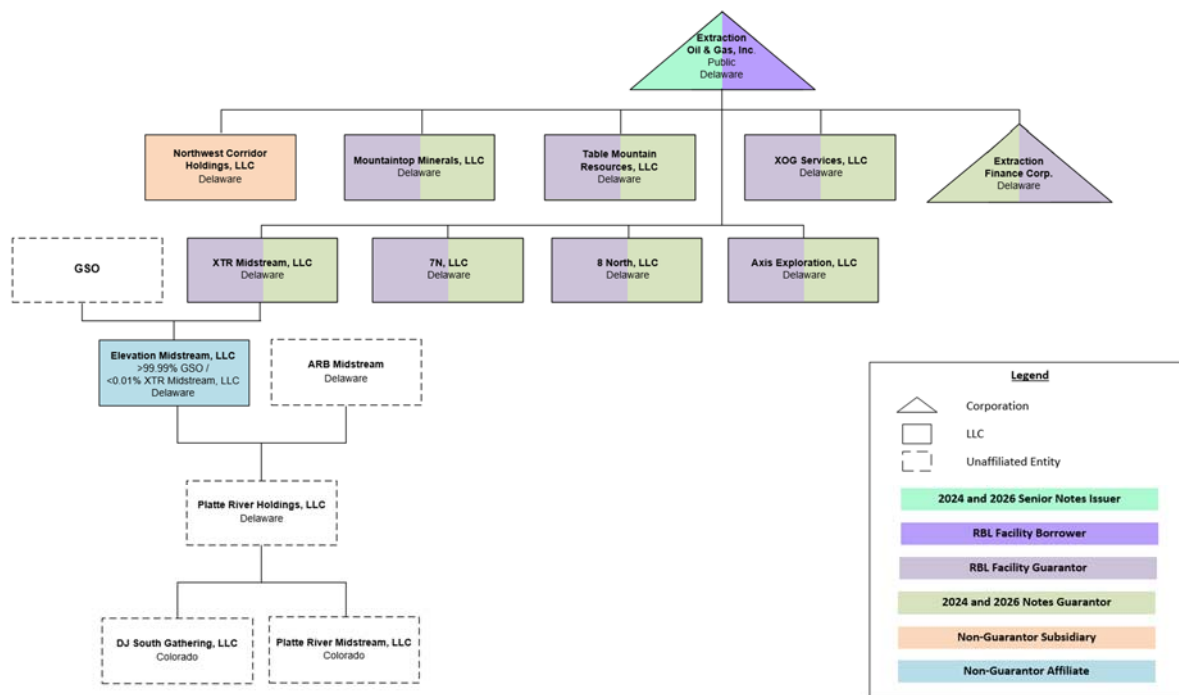 Extraction
Oil & Gas, Inc.
Public
Delaware
Northwest Corridor
Holdings, LLC
Delaware
Mountaintop Minerals, LLC
Delaware
Table Mountain
Resources, LLC
Delaware
XOG Services, LLC
Delaware
Extraction
Finance Corp.
Delaware
GSO
XTR Midstream, LLC
Delaware
7N, LLC
Delaware
8 North, LLC
Delaware
Axis Exploration, LLC
Delaware
Elevation Midstream, LLC
>99.99% GSO /
<0.01% XTR Midstream, LLC
Delaware
ARB Midstream
Delaware
Platte River Holdings, LLC
Delaware
DJ South Gathering, LLC
Colorado
Platte River Midstream, LLC
Colorado
Legend
Corporation
LLC
Unaffiliated Entity
2024 and 2026 Senior Notes Issuer
RBL Facility Borrower
RBL Facility Guarantor
2024 and 2026 Notes Guarantor
Non-Guarantor Subsidiary
Non-Guarantor Affiliate